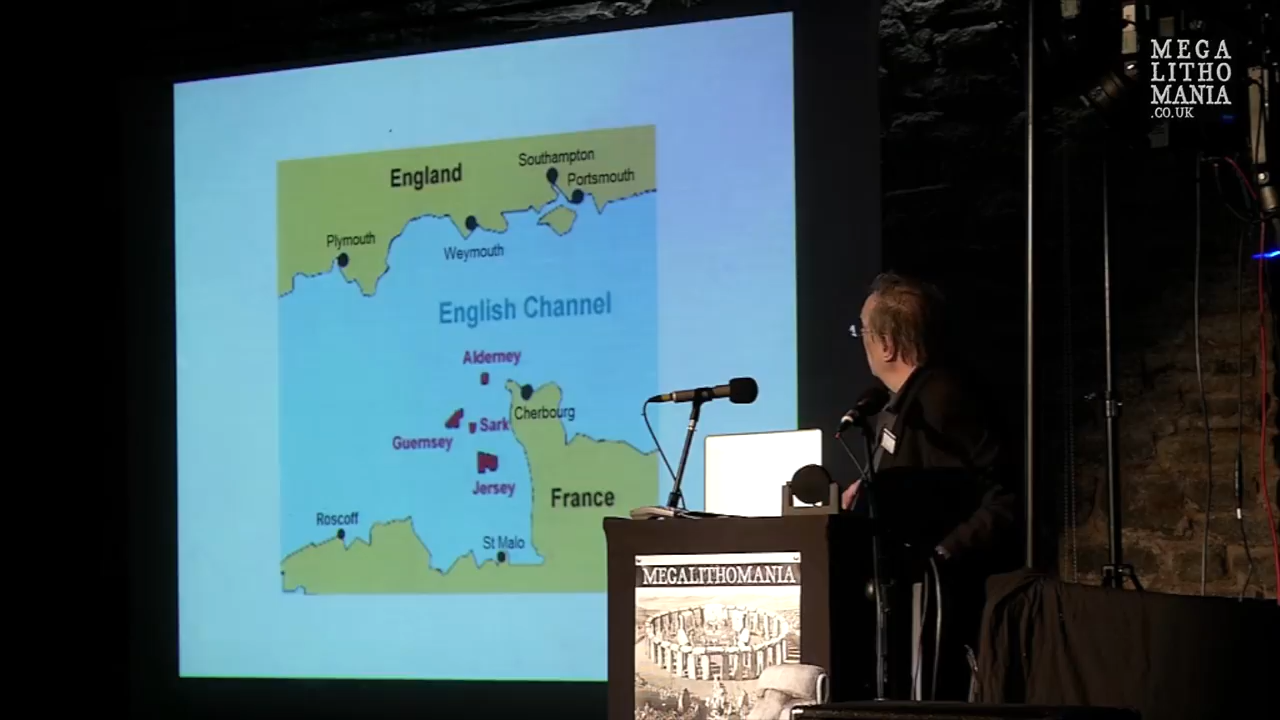 MEGA
LITHO
MANIA
.CO.UK
Southampton
England
Portsmouth
Plymouth
Weymouth
English Channel
Alderney
Cherbourg
Sark
Guernsey
Jersey
France
Roscoff
St Malo
MEGALITHOMANIA